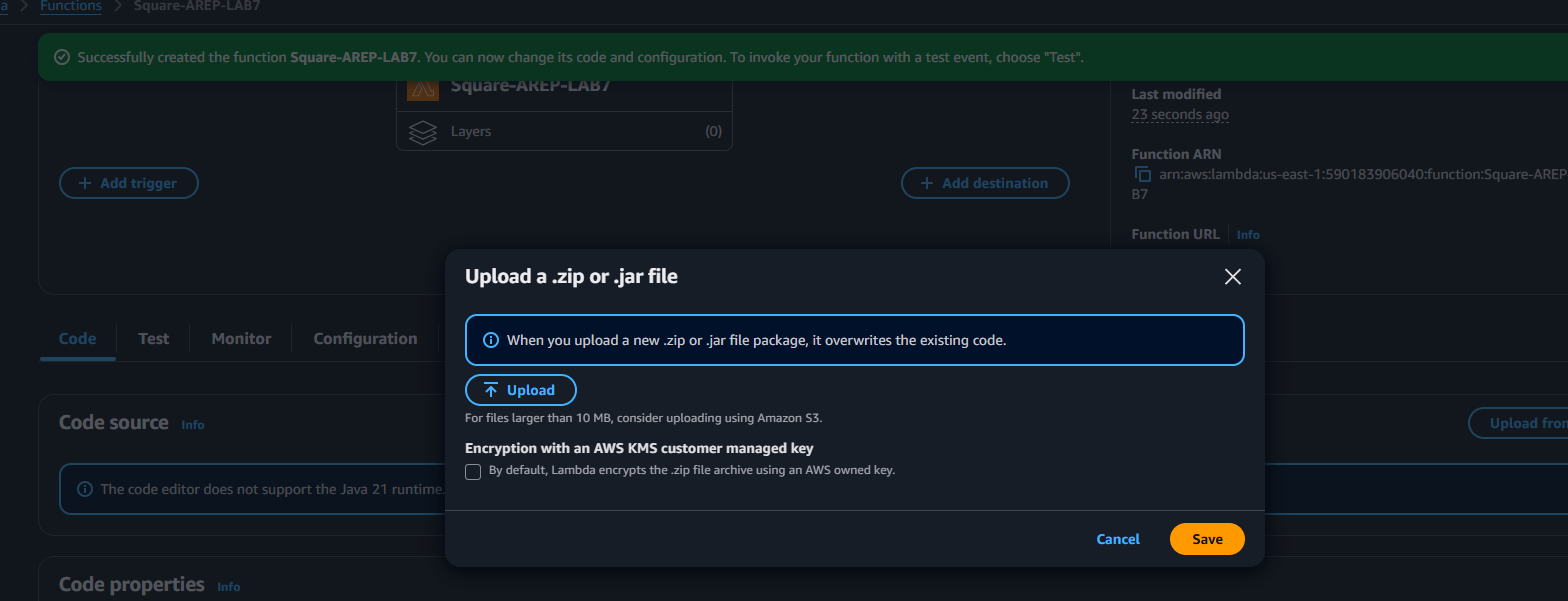 a > Functions > Square-AREP-LAB7
Successfully created the function Square-AREP-LAB7. You can now change its code and configuration. To invoke your function with a test event, choose "Test".
Square-AREP-LAB7
Layers (0)
+ Add trigger
+ Add destination
Last modified
23 seconds ago
Function ARN
arn:aws:lambda:us-east-1:590183906040:function:Square-AREP
B7
Function URL Info
Upload a .zip or .jar file
When you upload a new .zip or .jar file package, it overwrites the existing code.
Upload
For files larger than 10 MB, consider uploading using Amazon S3.
Encryption with an AWS KMS customer managed key
By default, Lambda encrypts the .zip file archive using an AWS owned key.
Cancel Save
Code Test Monitor Configuration
Code source Info
Upload from
The code editor does not support the Java 21 runtime.
Code properties Info